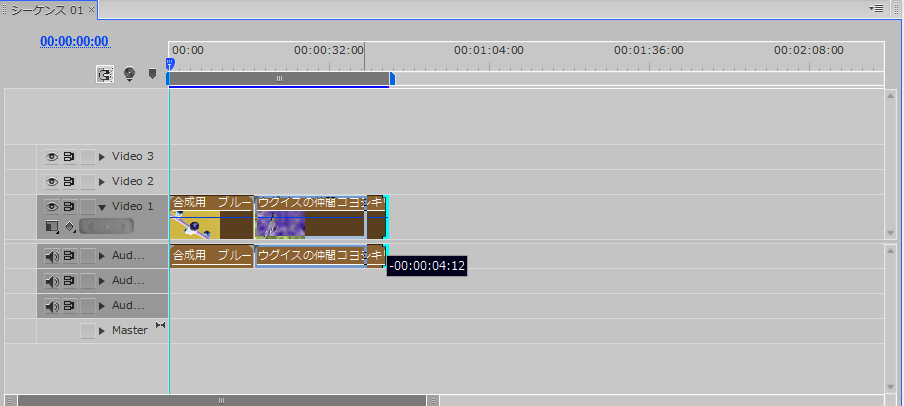 シーケンス 01 ×
00:00:00:00
00:00 00:00:32:00 00:01:04:00 00:01:36:00 00:02:08:00
Video 3
Video 2
Video 1
合成用 ブルー
ウグイスの仲間コヨシキ
Aud...
合成用 ブルー
ウグイスの仲間コヨシキ
-00:00:04:12
Aud...
Aud...
Master